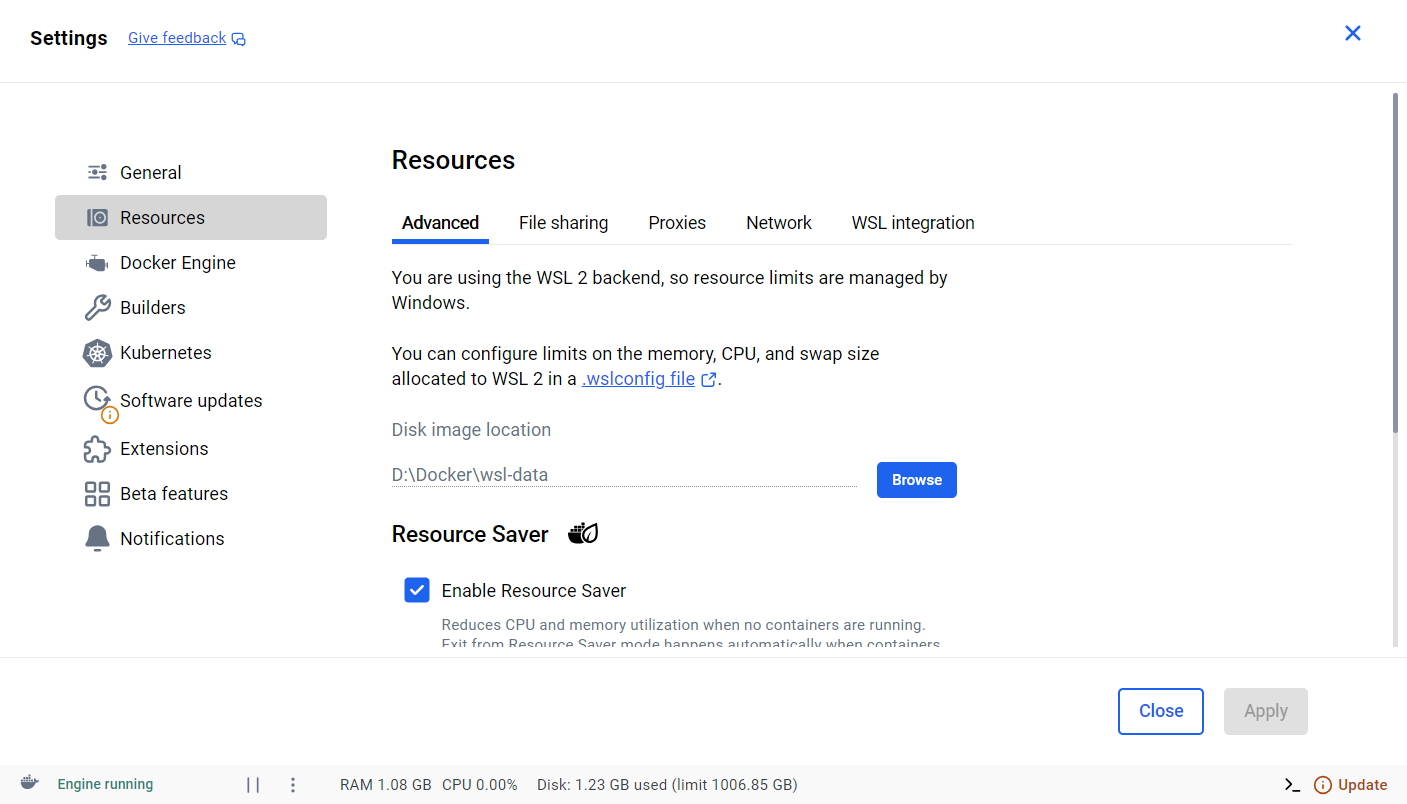 Settings
Give feedback
General
Resources
Docker Engine
Builders
Kubernetes
Software updates
Extensions
Beta features
Notifications
Resources
Advanced File sharing Proxies Network WSL integration
You are using the WSL 2 backend, so resource limits are managed by
Windows.
You can configure limits on the memory, CPU, and swap size
allocated to WSL 2 in a .wslconfig file.
Disk image location
D:\Docker\wsl-data
Browse
Resource Saver
Enable Resource Saver
Reduces CPU and memory utilization when no containers are running.
Exit from Resource Saver mode happens automatically when containers
Close Apply
Engine running RAM 1.08 GB CPU 0.00% Disk: 1.23 GB used (limit 1006.85 GB) Update